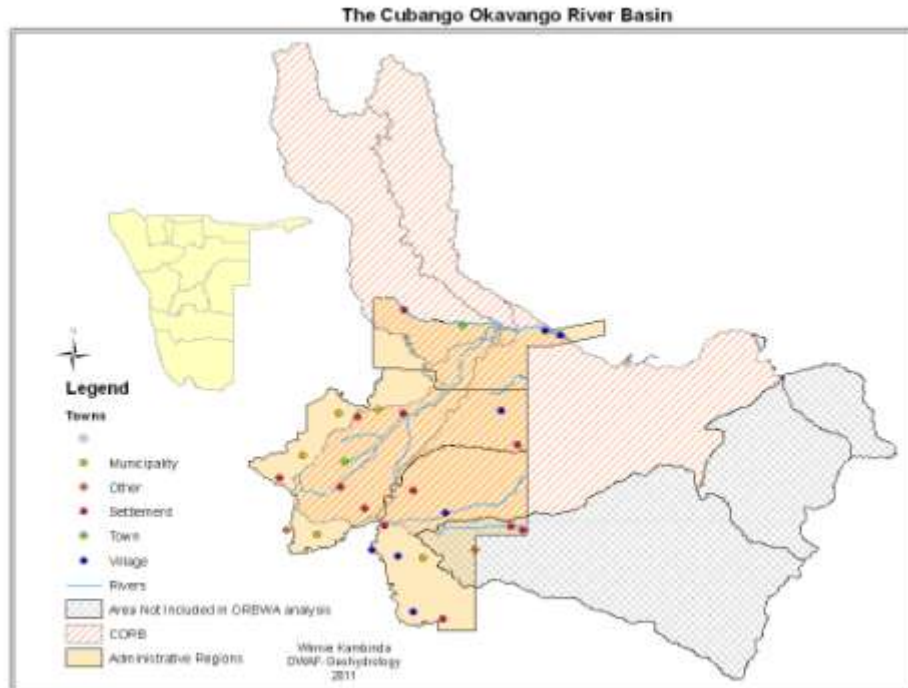 The Cubango Okavango River Basin
Legend
Towns
Municipality
Other
Settlement
Town
Village
Rivers
Area Not Included in ORBWA analysis
CORB
Administrative Regions
Winnie Kambinda
DWAF-Geohydrology
2011